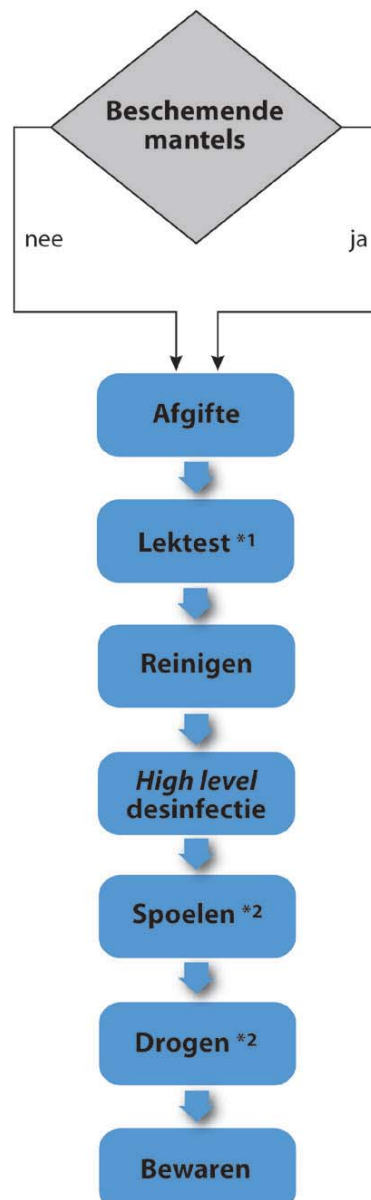 Beschemende
mantels
nee
ja
Afgifte
Lektest *1
Reinigen
High level
desinfectie
Spoelen *2
Drogen *2
Bewaren